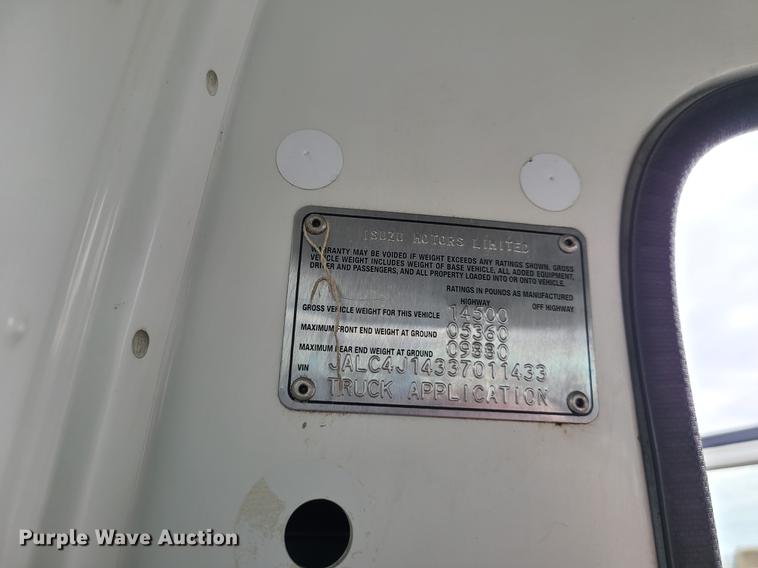 ISUZU MOTORS LIMITED
WARRANTY MAY BE VOIDED IF WEIGHT EXCEEDS ANY RATINGS SHOWN. GROSS
VEHICLE WEIGHT INCLUDES WEIGHT OF BASE VEHICLE, ALL ADDED EQUIPMENT,
DRIVER AND PASSENGERS, AND ALL PROPERTY LOADED INTO OR ONTO VEHICLE.
RATINGS IN POUNDS AS MANUFACTURED
HIGHWAY OFF HIGHWAY
GROSS VEHICLE WEIGHT FOR THIS VEHICLE 14500
MAXIMUM FRONT END WEIGHT AT GROUND 05360
MAXIMUM REAR END WEIGHT AT GROUND
VIN JALC4J14337011433
TRUCK APPLICATION
Purple Wave Auction